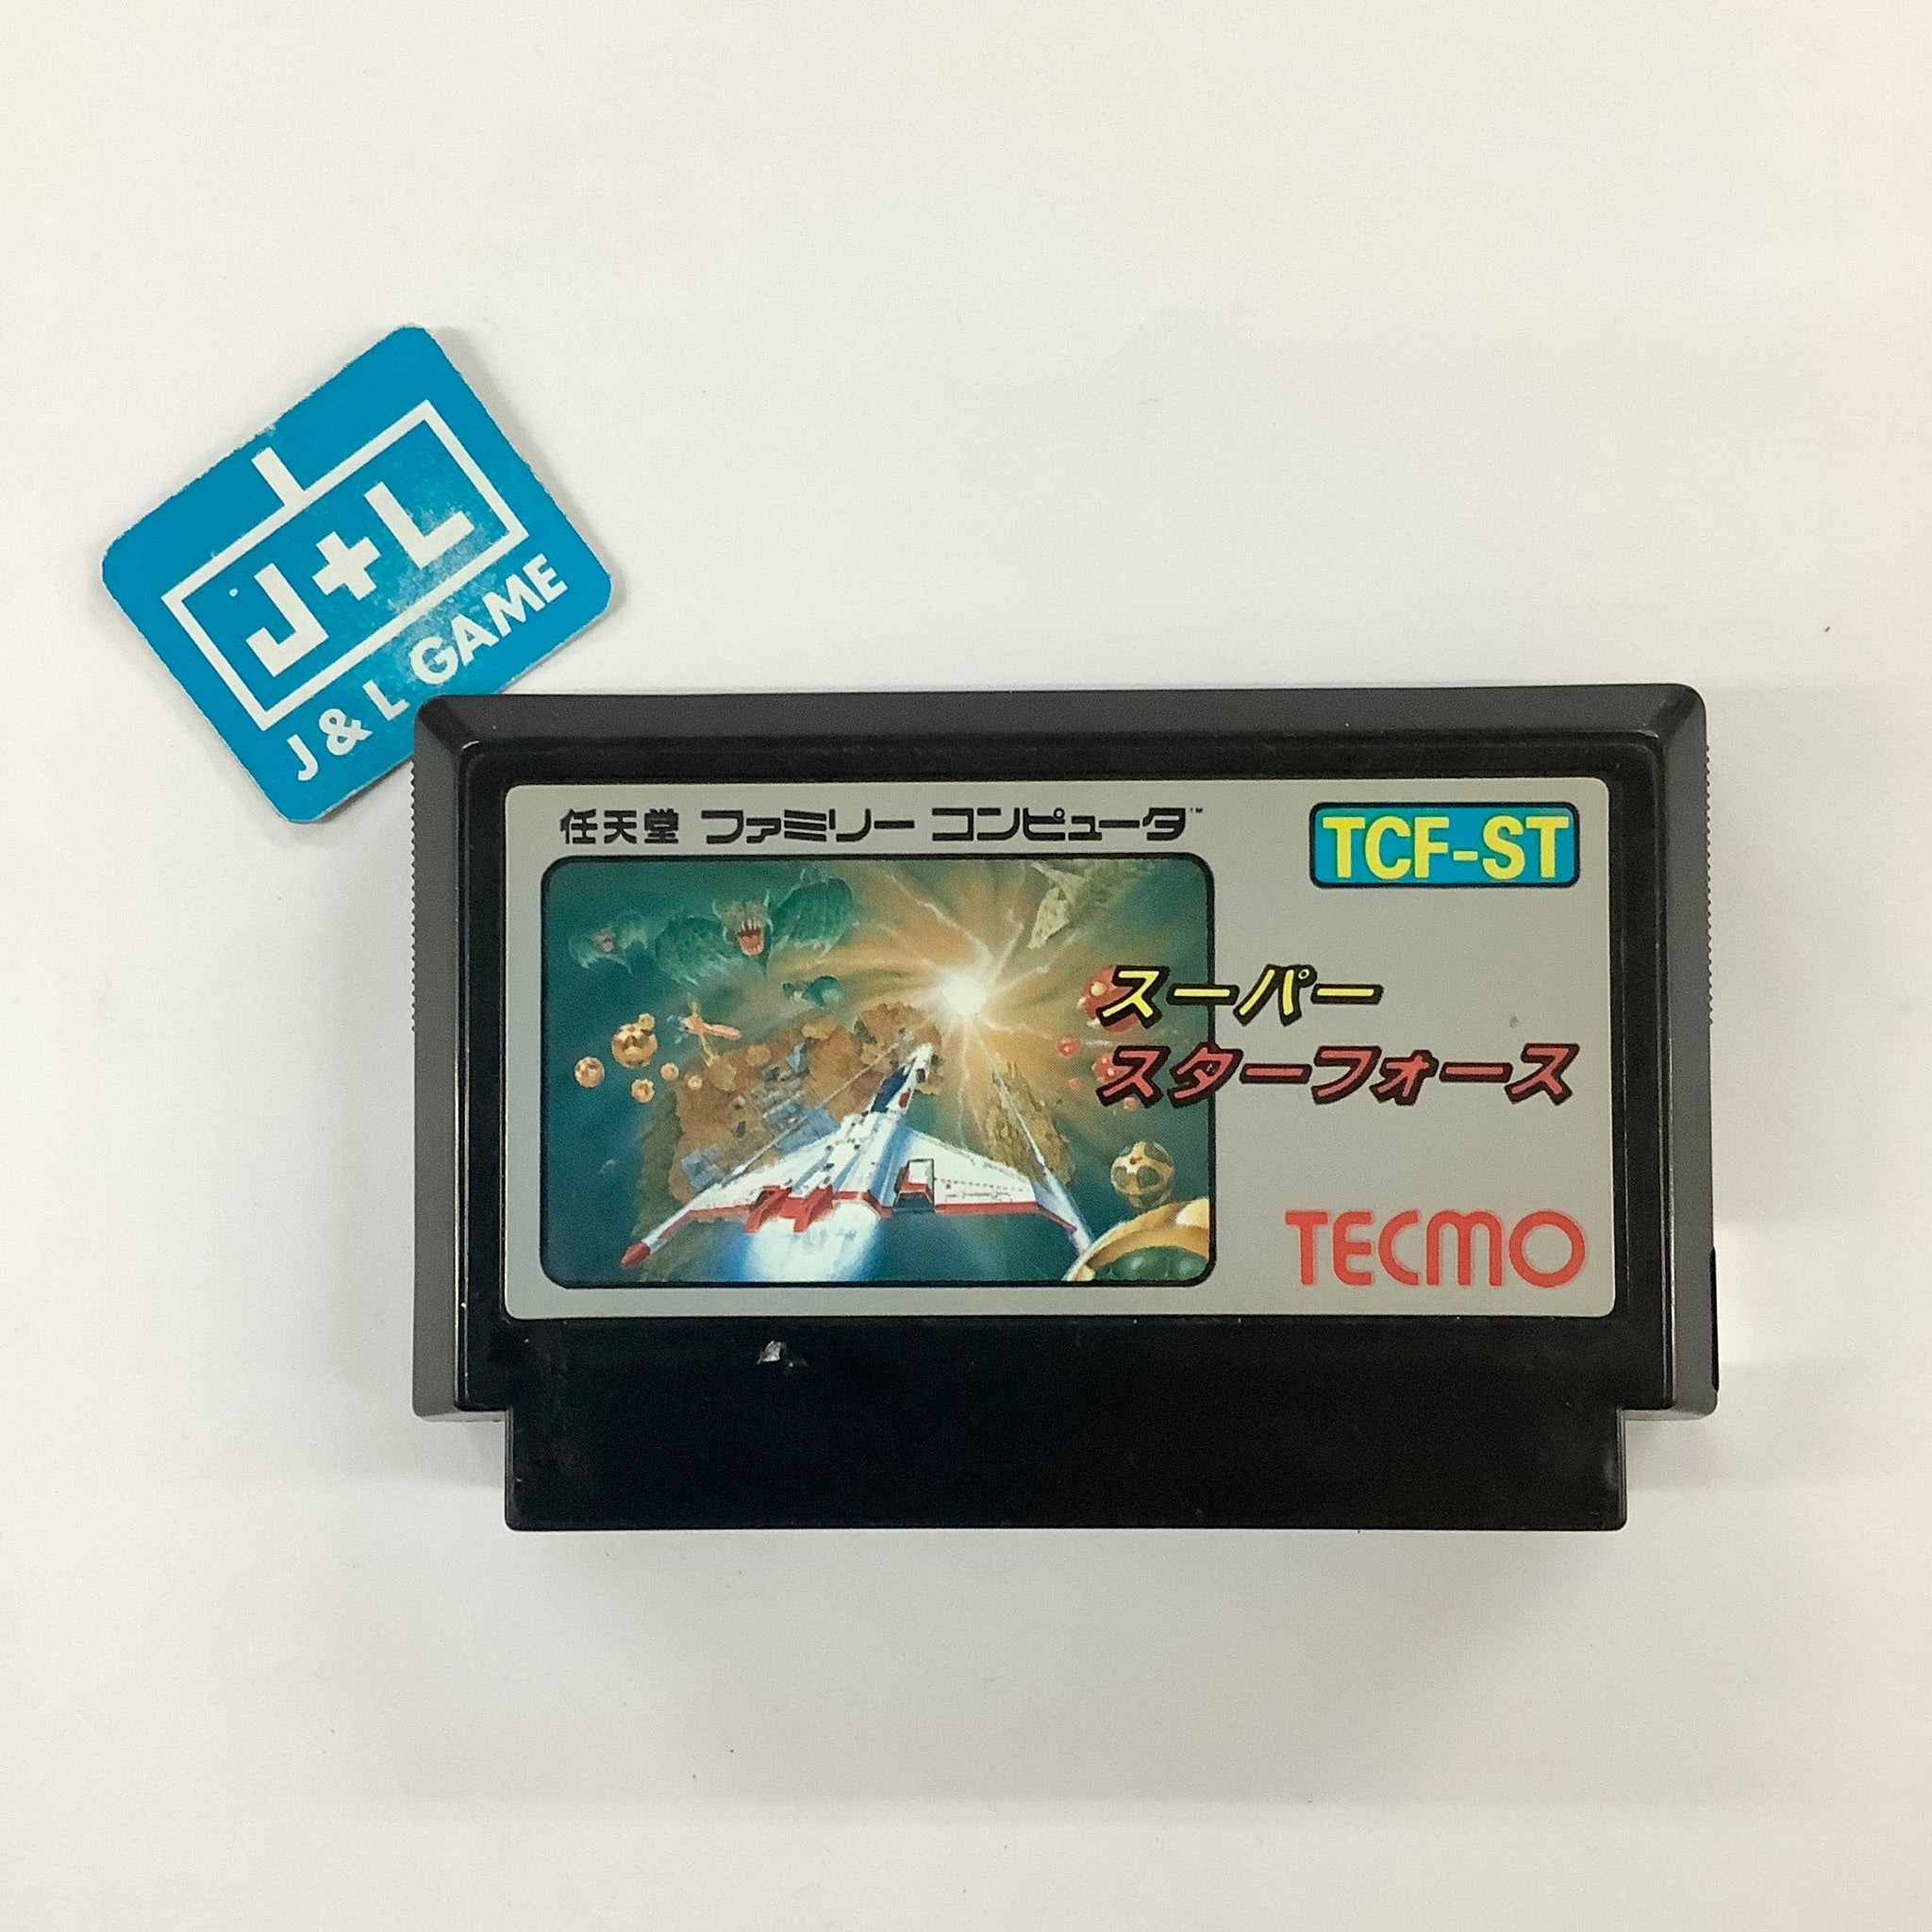 J+L
J & L GAME
任天堂 ファミリー コンピュータ™
TCF-ST
スーパー
スターフォース
TECMO